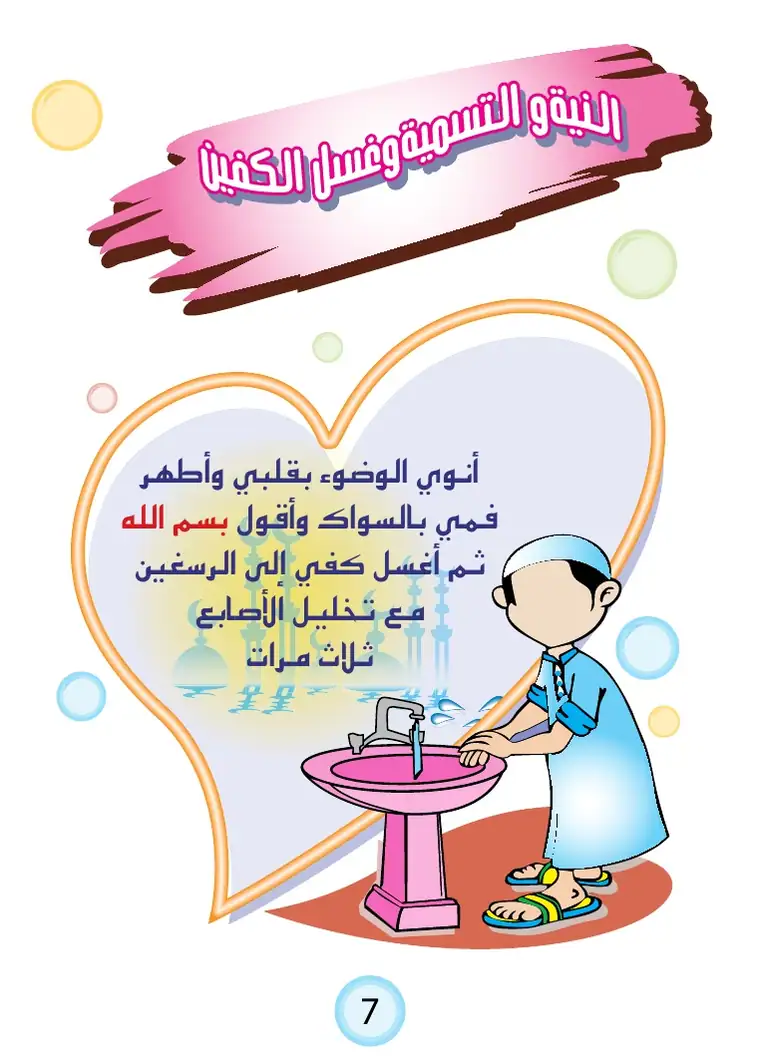 النية و التسمية وغسل الكفين
أنوي الوضوء بقلبي وأطهر
فمي بالسواك وأقول بسم الله
ثم أغسل كفي إلى الرسغين
مع تخليل الأصابع
ثلاث مرات
7